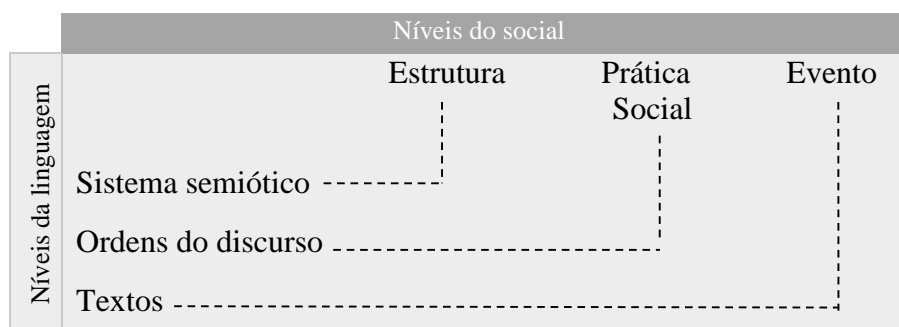 Níveis do social
Estrutura Prática Evento
Social
Níveis da linguagem
Sistema semiótico
Ordens do discurso
Textos